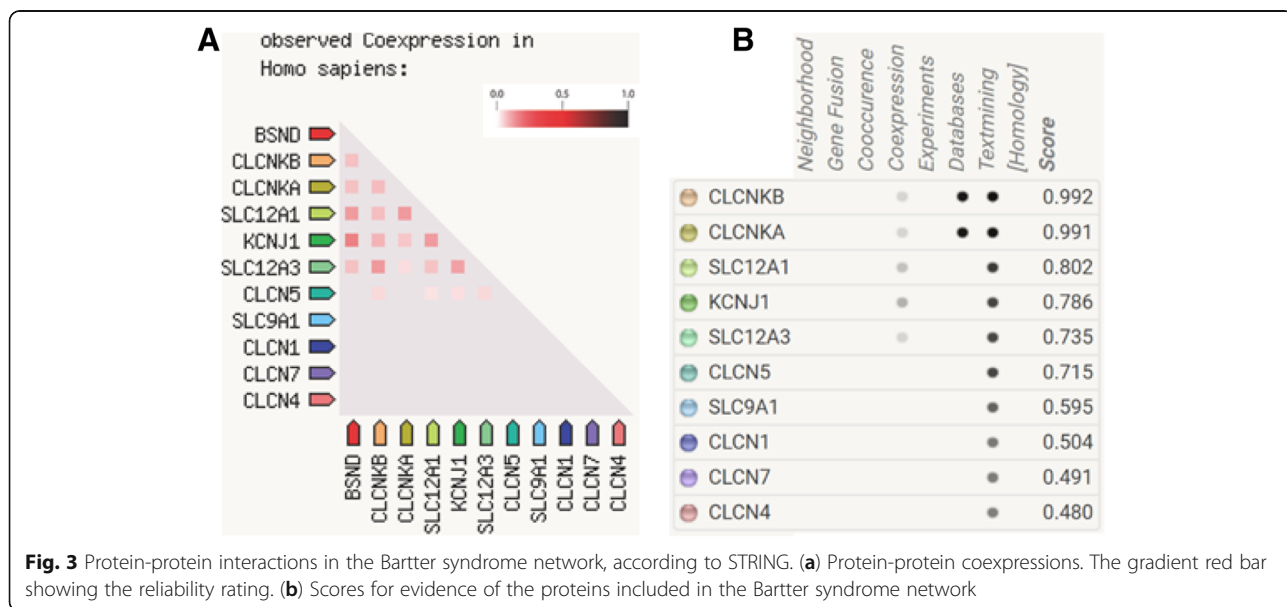 A
observed Coexpression in
Homo sapiens:
0.0 0.5 1.0
BSND
CLCNKB
CLCNKA
SLC12A1
KCNJ1
SLC12A3
CLCN5
SLC9A1
CLCN1
CLCN7
CLCN4
BSND
CLCNKB
CLCNKA
SLC12A1
KCNJ1
SLC12A3
CLCN5
SLC9A1
CLCN1
CLCN7
CLCN4
B
Neighborhood
Gene Fusion
Cooccurence
Coexpression
Experiments
Databases
Textmining
[Homology]
Score
CLCNKB 0.992
CLCNKA 0.991
SLC12A1 0.802
KCNJ1 0.786
SLC12A3 0.735
CLCN5 0.715
SLC9A1 0.595
CLCN1 0.504
CLCN7 0.491
CLCN4 0.480
Fig. 3 Protein-protein interactions in the Bartter syndrome network, according to STRING. (a) Protein-protein coexpressions. The gradient red bar
showing the reliability rating. (b) Scores for evidence of the proteins included in the Bartter syndrome network